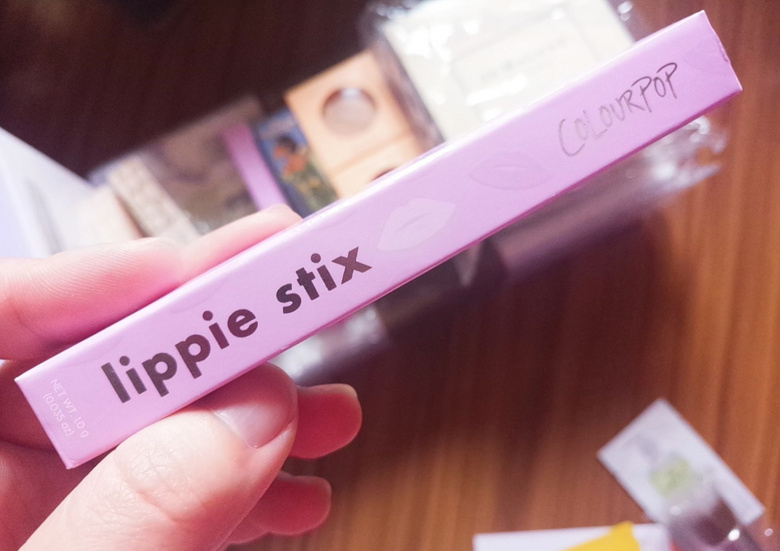 COLOURPOP
lippie stix
NET WT 1.0 g
(0.035 oz)